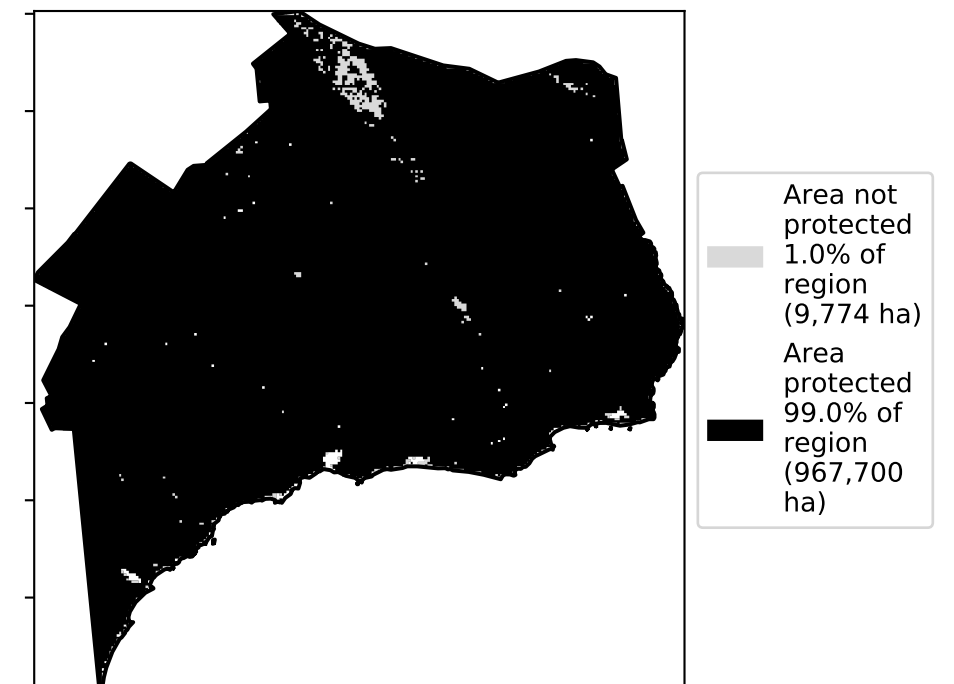 Area not
protected
1.0% of
region
(9,774 ha)
Area
protected
99.0% of
region
(967,700
ha)